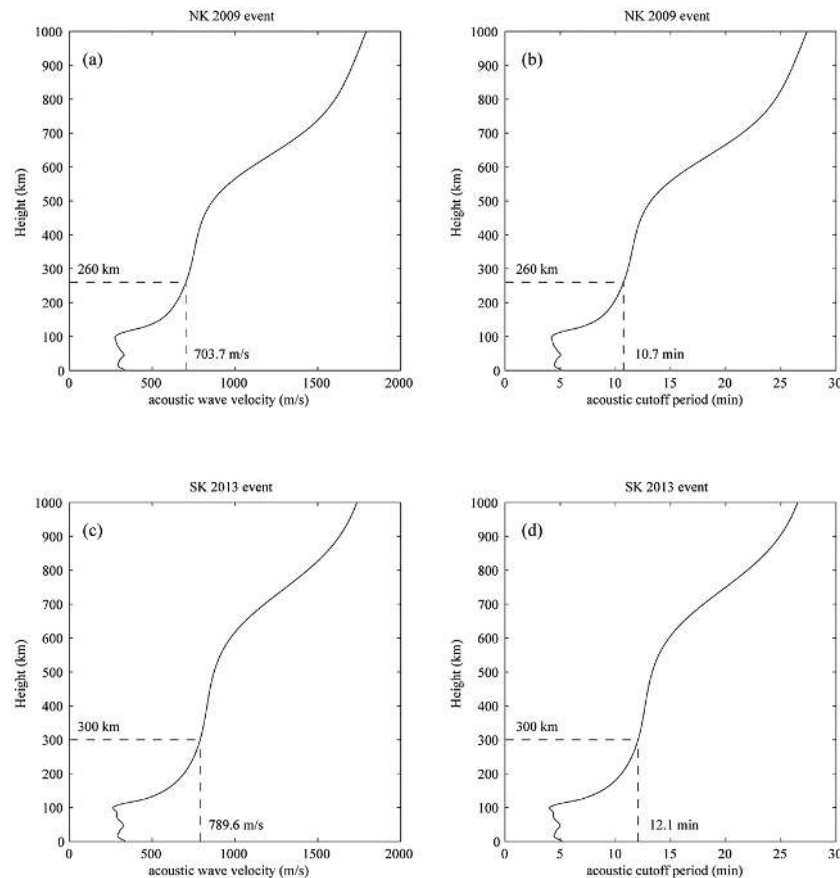 NK 2009 event
(a)
1000
900
800
700
600
500
400
300
200
100
0
Height (km)
260 km
703.7 m/s
0 500 1000 1500 2000
acoustic wave velocity (m/s)
NK 2009 event
(b)
1000
900
800
700
600
500
400
300
200
100
0
Height (km)
260 km
10.7 min
0 5 10 15 20 25 30
acoustic cutoff period (min)
SK 2013 event
(c)
1000
900
800
700
600
500
400
300
200
100
0
Height (km)
300 km
789.6 m/s
0 500 1000 1500 2000
acoustic wave velocity (m/s)
SK 2013 event
(d)
1000
900
800
700
600
500
400
300
200
100
0
Height (km)
300 km
12.1 min
0 5 10 15 20 25 30
acoustic cutoff period (min)